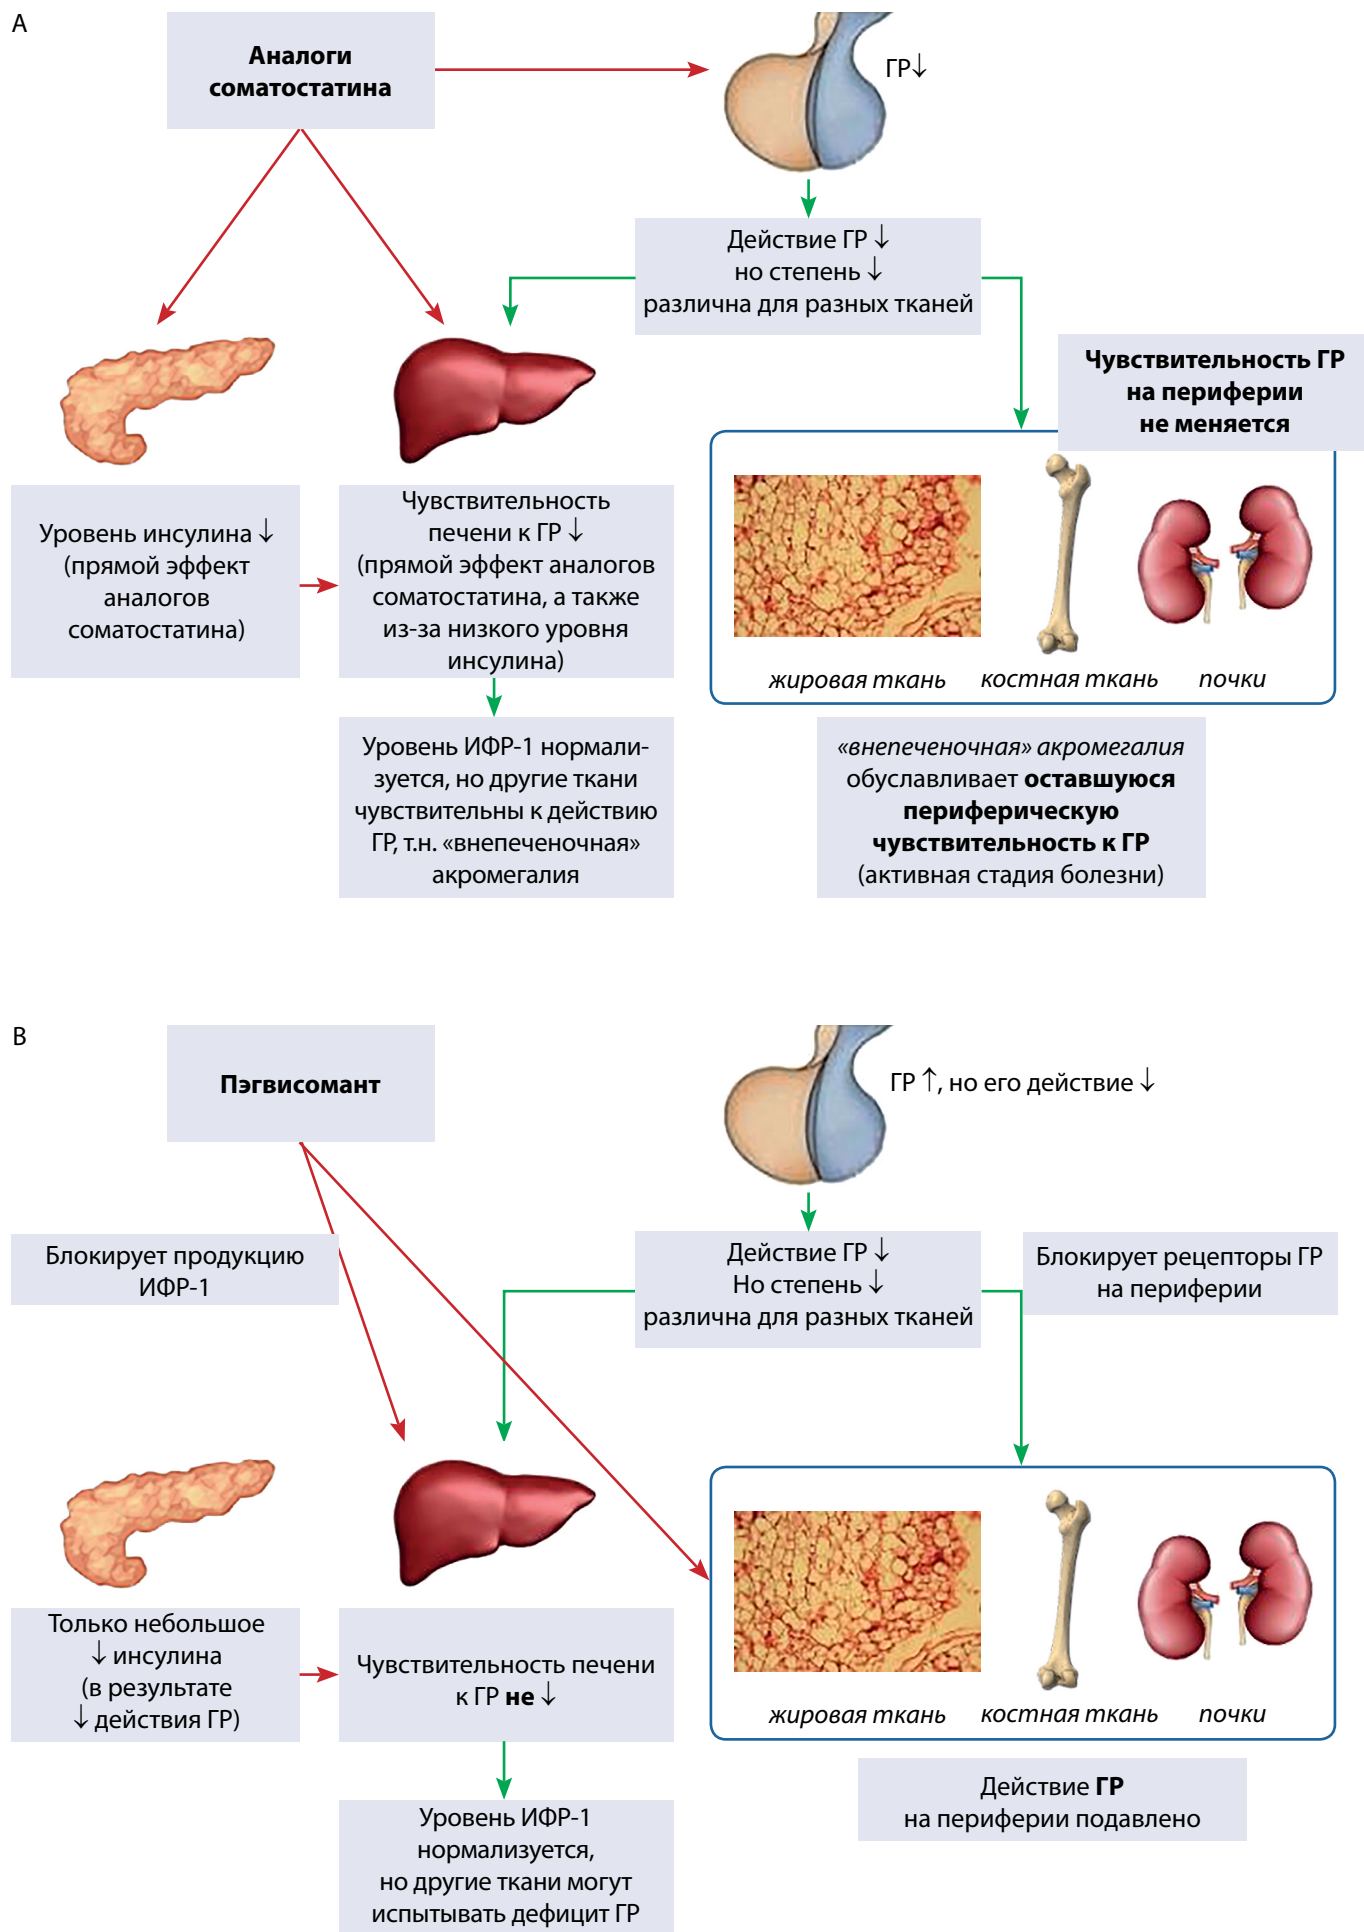 A
Аналоги
соматостатина
ГР↓
Действие ГР ↓
но степень ↓
различна для разных тканей
Чувствительность ГР
на периферии
не меняется
Уровень инсулина ↓
(прямой эффект
аналогов
соматостатина)
Чувствительность
печени к ГР ↓
(прямой эффект аналогов
соматостатина, а также
из-за низкого уровня
инсулина)
жировая ткань костная ткань почки
Уровень ИФР-1 нормали-
зуется, но другие ткани
чувствительны к действию
ГР, т.н. «внепеченочная»
акромегалия
«внепеченочная» акромегалия
обуславливает оставшуюся
периферическую
чувствительность к ГР
(активная стадия болезни)
B
Пэгвисомант
ГР ↑, но его действие ↓
Блокирует продукцию
ИФР-1
Действие ГР ↓
Но степень ↓
различна для разных тканей
Блокирует рецепторы ГР
на периферии
Только небольшое
↓ инсулина
(в результате
↓ действия ГР)
Чувствительность печени
к ГР не ↓
жировая ткань костная ткань почки
Уровень ИФР-1
нормализуется,
но другие ткани могут
испытывать дефицит ГР
Действие ГР
на периферии подавлено